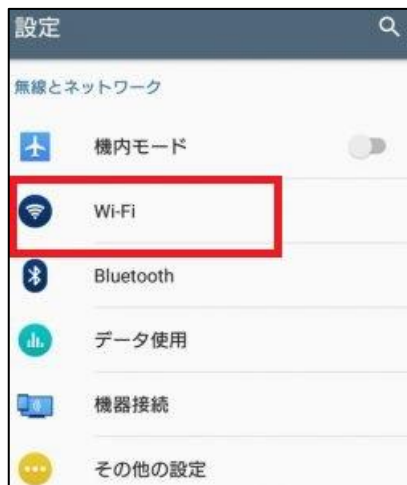 設定
無線とネットワーク
機内モード
Wi-Fi
Bluetooth
データ使用
機器接続
その他の設定